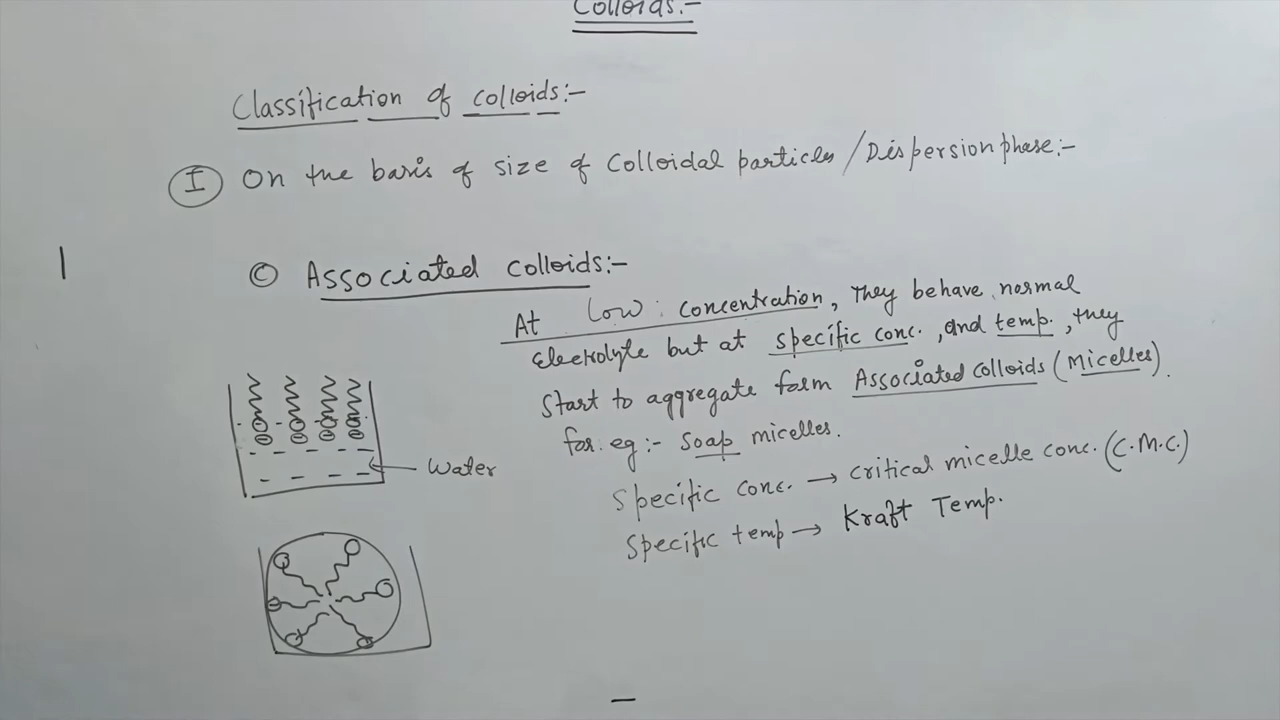 Colloids:-
Classification of colloids:-
I On the basis of size of Colloidal particles / Dispersion phase:-
© Associated colloids:-
At low concentration, They behave normal
electrolyte but at specific conc. and temp., they
start to aggregate form Associated colloids (Micelles).
for. eg:- Soap micelles.
Water
Specific conc. → critical micelle conc. (C.M.C)
Specific temp → Kraft Temp.